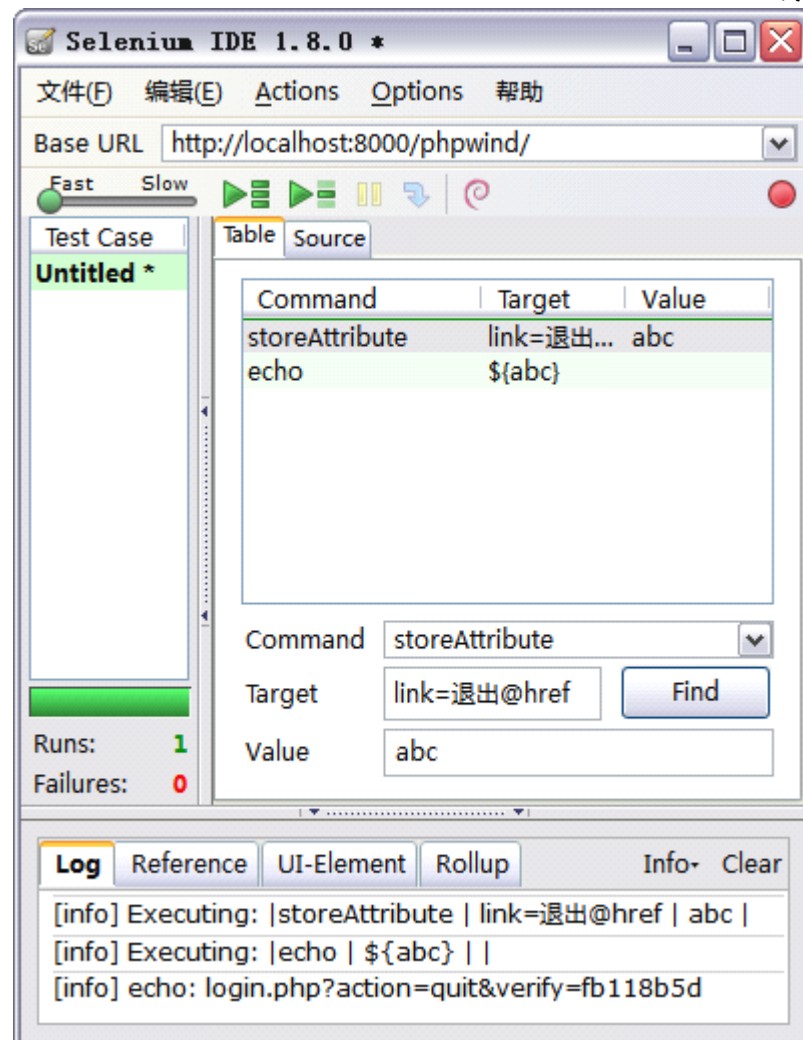 Selenium IDE 1.8.0 *
文件(F) 编辑(E) Actions Options 帮助
Base URL http://localhost:8000/phpwind/
Fast Slow
Test Case
Untitled *
Table Source
Command Target Value
storeAttribute link=退出... abc
echo ${abc}
Command storeAttribute
Target link=退出@href Find
Value abc
Runs: 1
Failures: 0
Log Reference UI-Element Rollup Info Clear
[info] Executing: |storeAttribute | link=退出@href | abc |
[info] Executing: |echo | ${abc} | |
[info] echo: login.php?action=quit&verify=fb118b5d